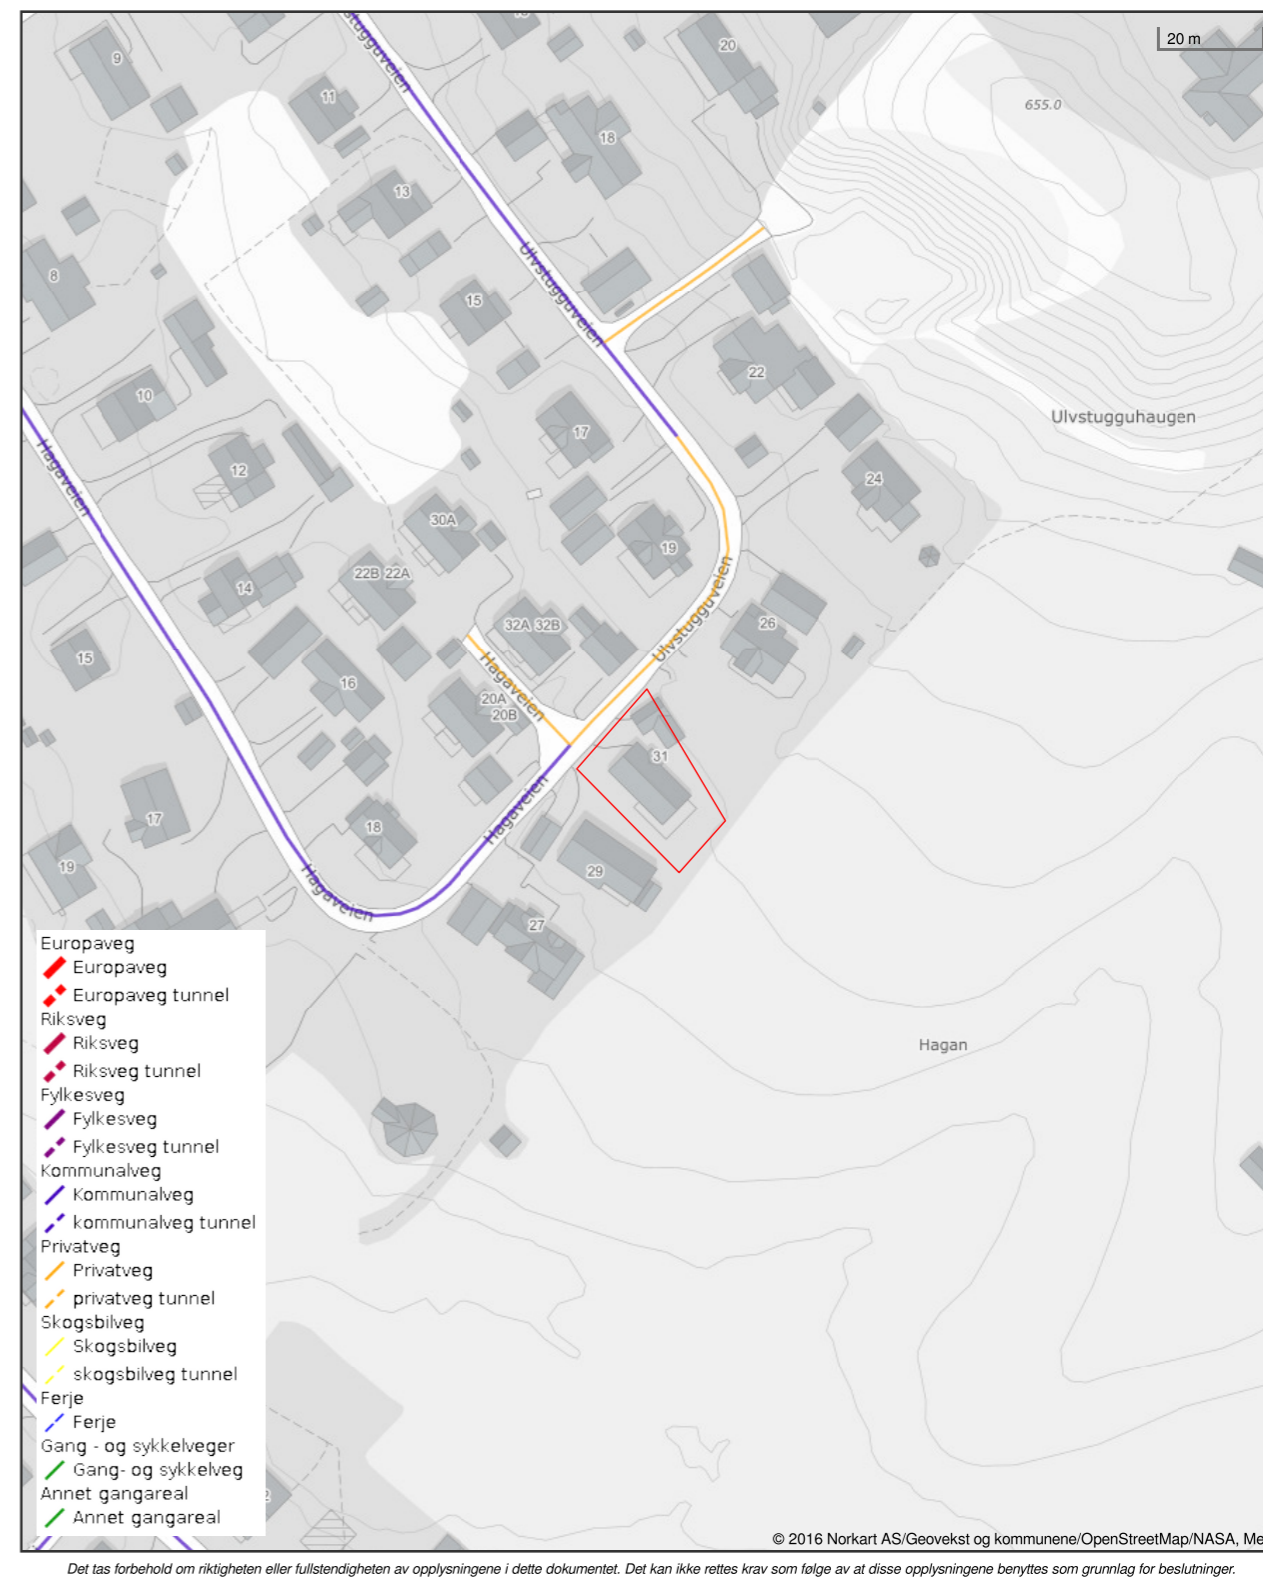 20 m
9
20
11
18
655.0
13
8
15
22
10
17
12
24
30A
19
22B 22A
14
32A 32B
26
15
16
20A
20B
31
17
18
19
29
27
Ulvstugguveien
Ulvstugguveien
Hagaveien
Hagaveien
Hagaveien
Hagaveien
Ulvstugguhaugen
Hagan
Europaveg
Europaveg
Europaveg tunnel
Riksveg
Riksveg
Riksveg tunnel
Fylkesveg
Fylkesveg
Fylkesveg tunnel
Kommunalveg
Kommunalveg
kommunalveg tunnel
Privatveg
Privatveg
privatveg tunnel
Skogsbilveg
Skogsbilveg
skogsbilveg tunnel
Ferje
Ferje
Gang - og sykkelveger
Gang- og sykkelveg
Annet gangareal
Annet gangareal
© 2016 Norkart AS/Geovekst og kommunene/OpenStreetMap/NASA, Me
Det tas forbehold om riktigheten eller fullstendigheten av opplysningene i dette dokumentet. Det kan ikke rettes krav som følge av at disse opplysningene benyttes som grunnlag for beslutninger.